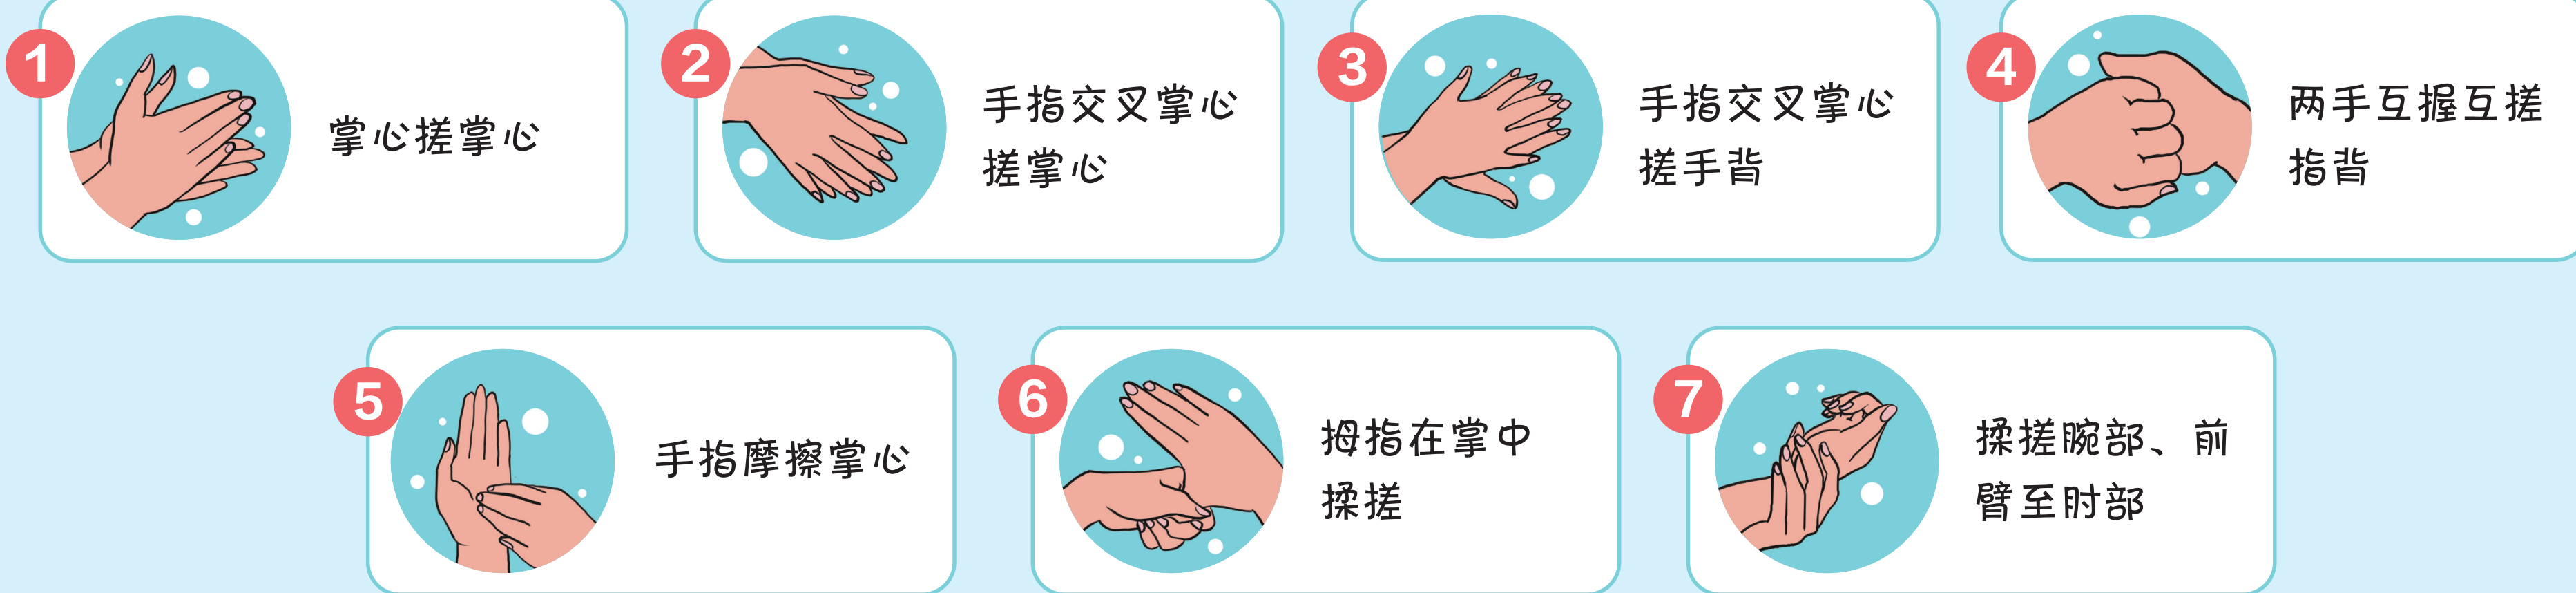 1
掌心搓掌心
2
手指交叉掌心
搓掌心
3
手指交叉掌心
搓手背
4
两手互握互搓
指背
5
手指摩擦掌心
6
拇指在掌中
揉搓
7
揉搓腕部、前
臂至肘部